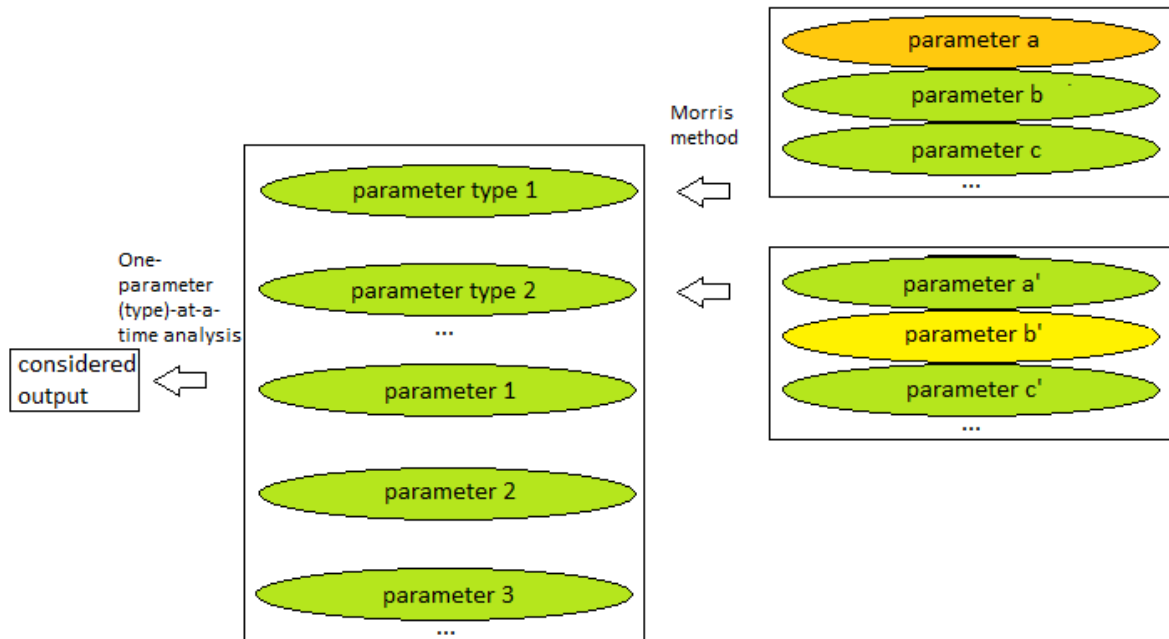 considered
output
One-
parameter
(type)-at-a-
time analysis
parameter type 1
parameter type 2
...
parameter 1
parameter 2
parameter 3
...
Morris
method
parameter a
parameter b
parameter c
...
parameter a'
parameter b'
parameter c'
...